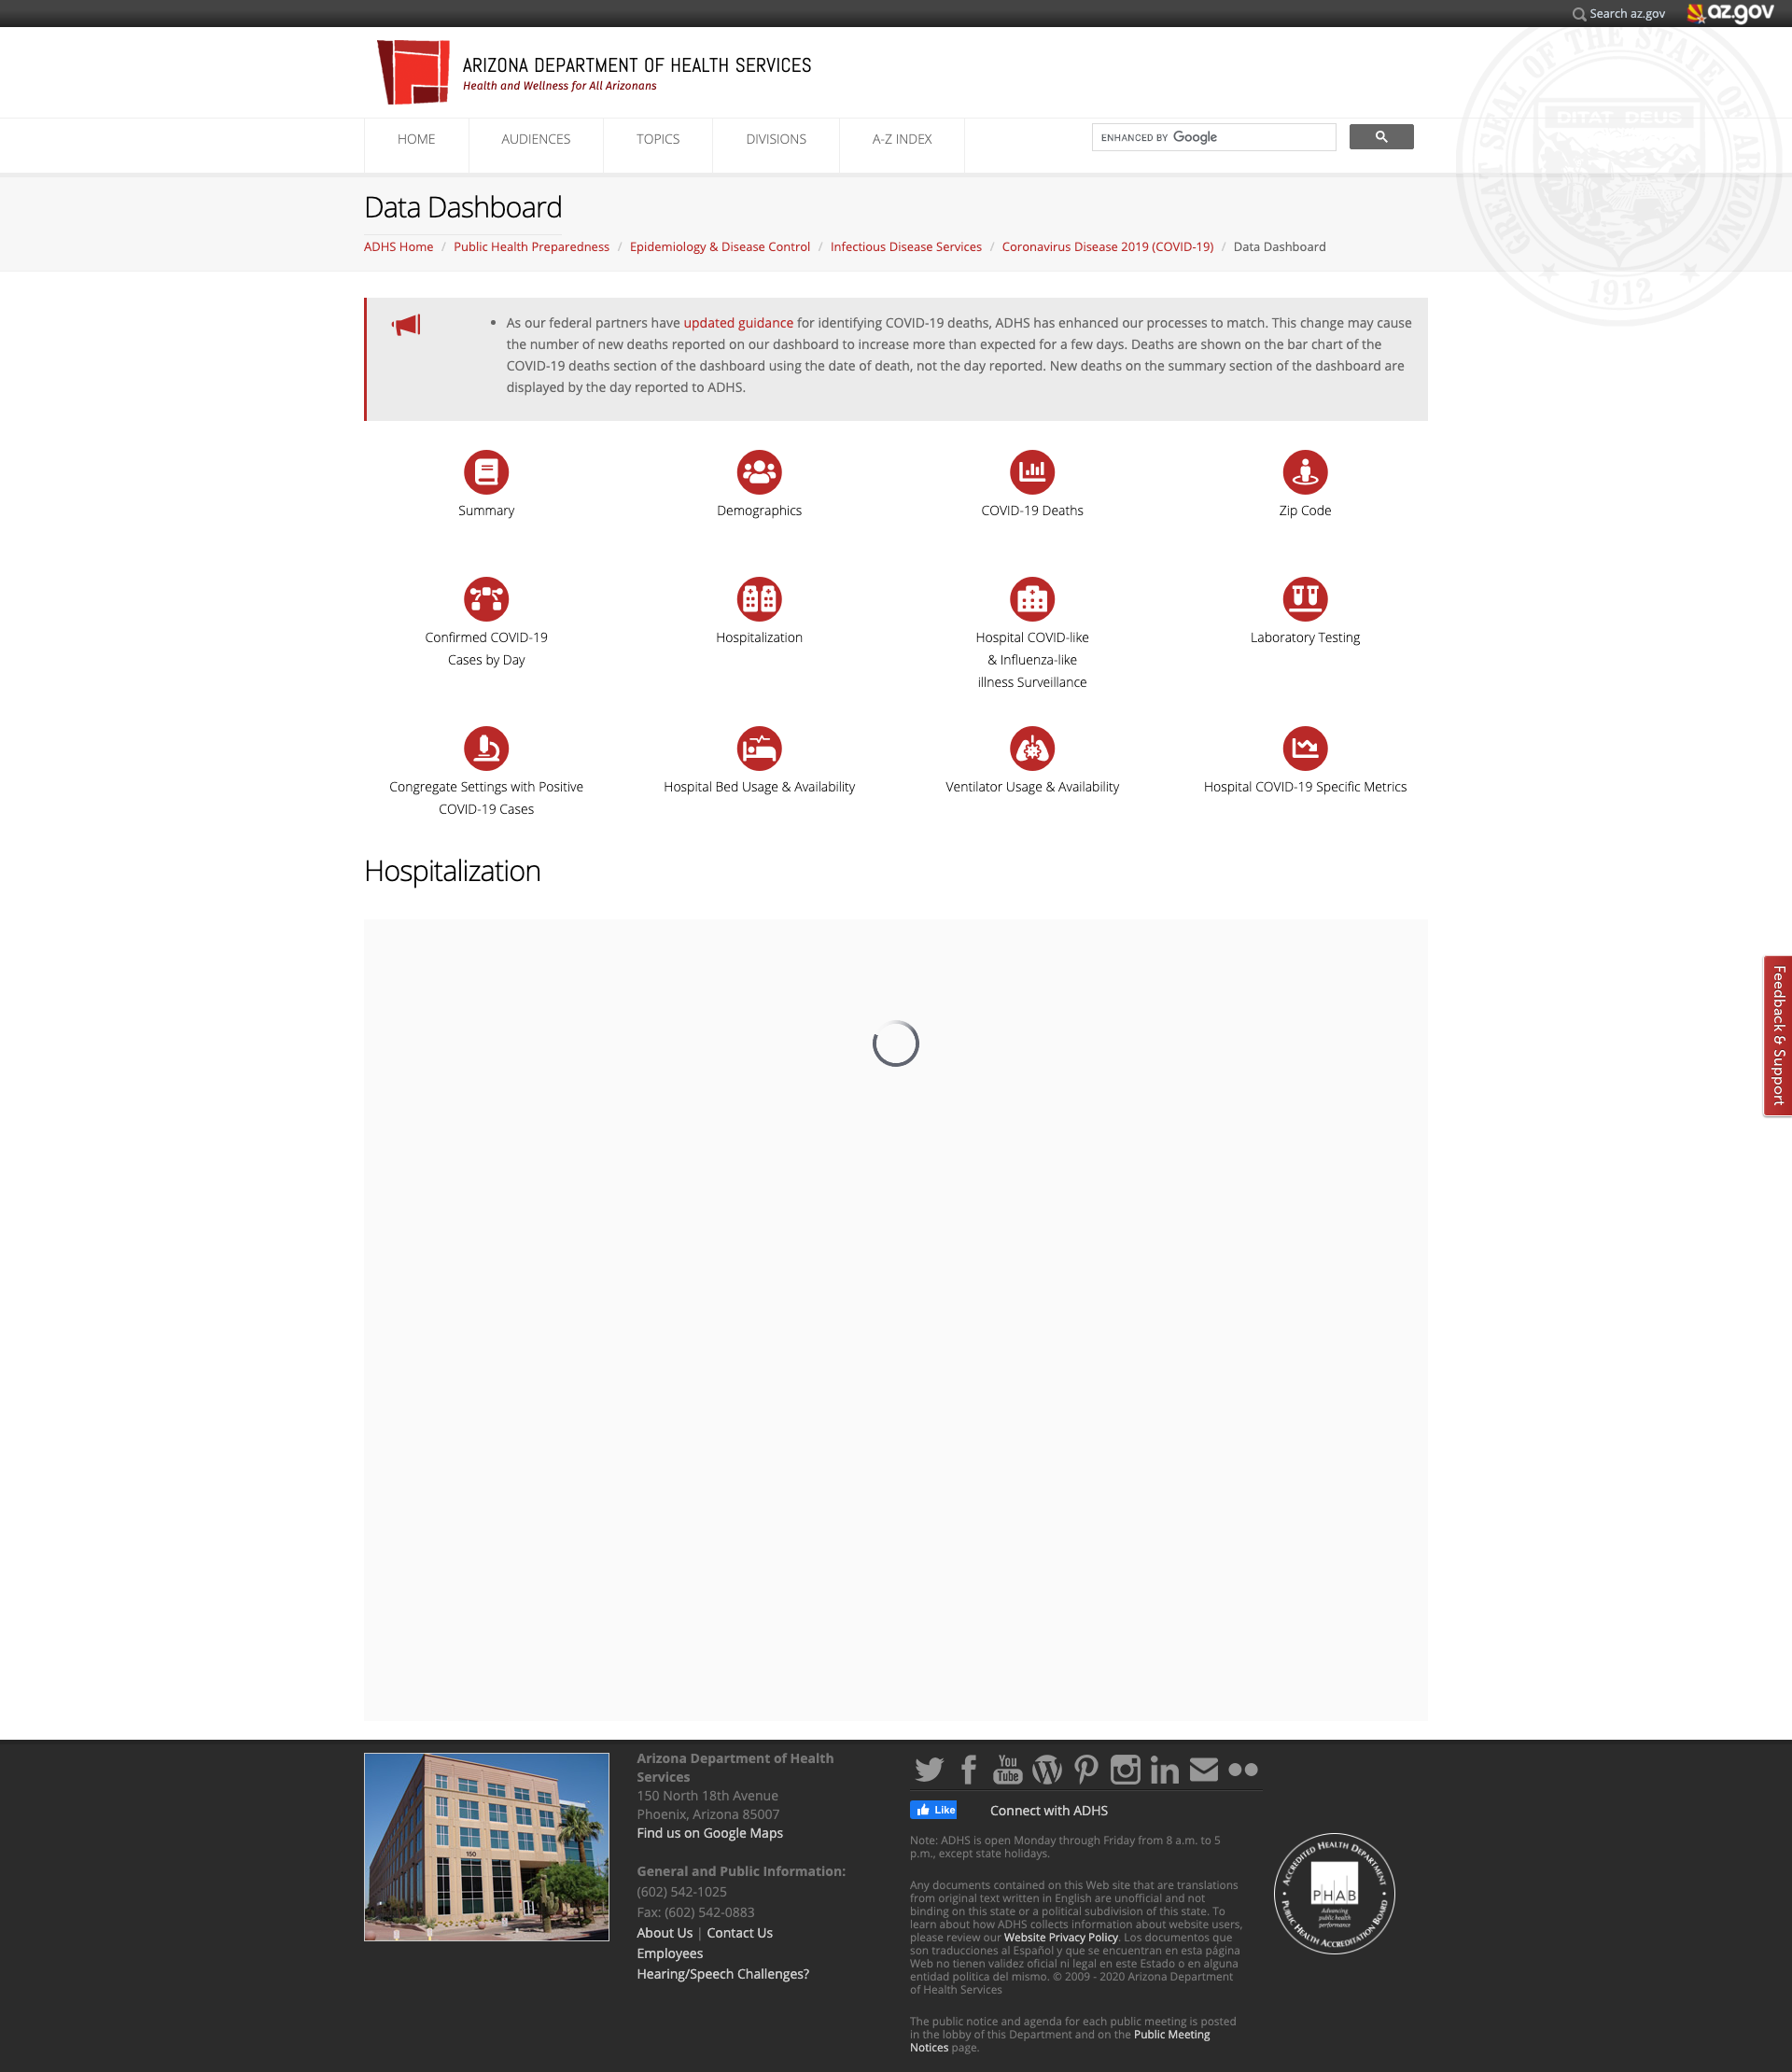 Search az.gov
az.gov
ARIZONA DEPARTMENT OF HEALTH SERVICES
Health and Wellness for All Arizonans
GREAT SEAL OF THE STATE OF ARIZONA
DITAT DEUS
1912
HOME
AUDIENCES
TOPICS
DIVISIONS
A-Z INDEX
ENHANCED BY Google
Data Dashboard
ADHS Home / Public Health Preparedness / Epidemiology & Disease Control / Infectious Disease Services / Coronavirus Disease 2019 (COVID-19) / Data Dashboard
• As our federal partners have updated guidance for identifying COVID-19 deaths, ADHS has enhanced our processes to match. This change may cause
the number of new deaths reported on our dashboard to increase more than expected for a few days. Deaths are shown on the bar chart of the
COVID-19 deaths section of the dashboard using the date of death, not the day reported. New deaths on the summary section of the dashboard are
displayed by the day reported to ADHS.
Summary
Demographics
COVID-19 Deaths
Zip Code
Confirmed COVID-19
Cases by Day
Hospitalization
Hospital COVID-like
& Influenza-like
illness Surveillance
Laboratory Testing
Congregate Settings with Positive
COVID-19 Cases
Hospital Bed Usage & Availability
Ventilator Usage & Availability
Hospital COVID-19 Specific Metrics
Hospitalization
Feedback & Support
150
Arizona Department of Health
Services
150 North 18th Avenue
Phoenix, Arizona 85007
Find us on Google Maps
General and Public Information:
(602) 542-1025
Fax: (602) 542-0883
About Us | Contact Us
Employees
Hearing/Speech Challenges?
You
Tube
Like
Connect with ADHS
Note: ADHS is open Monday through Friday from 8 a.m. to 5
p.m., except state holidays.
Any documents contained on this Web site that are translations
from original text written in English are unofficial and not
binding on this state or a political subdivision of this state. To
learn about how ADHS collects information about website users,
please review our Website Privacy Policy. Los documentos que
son traducciones al Español y que se encuentran en esta página
Web no tienen validez oficial ni legal en este Estado o en alguna
entidad politica del mismo. © 2009 - 2020 Arizona Department
of Health Services
The public notice and agenda for each public meeting is posted
in the lobby of this Department and on the Public Meeting
Notices page.
ACCREDITED HEALTH DEPARTMENT
PHAB
Advancing
public health
performance
PUBLIC HEALTH ACCREDITATION BOARD